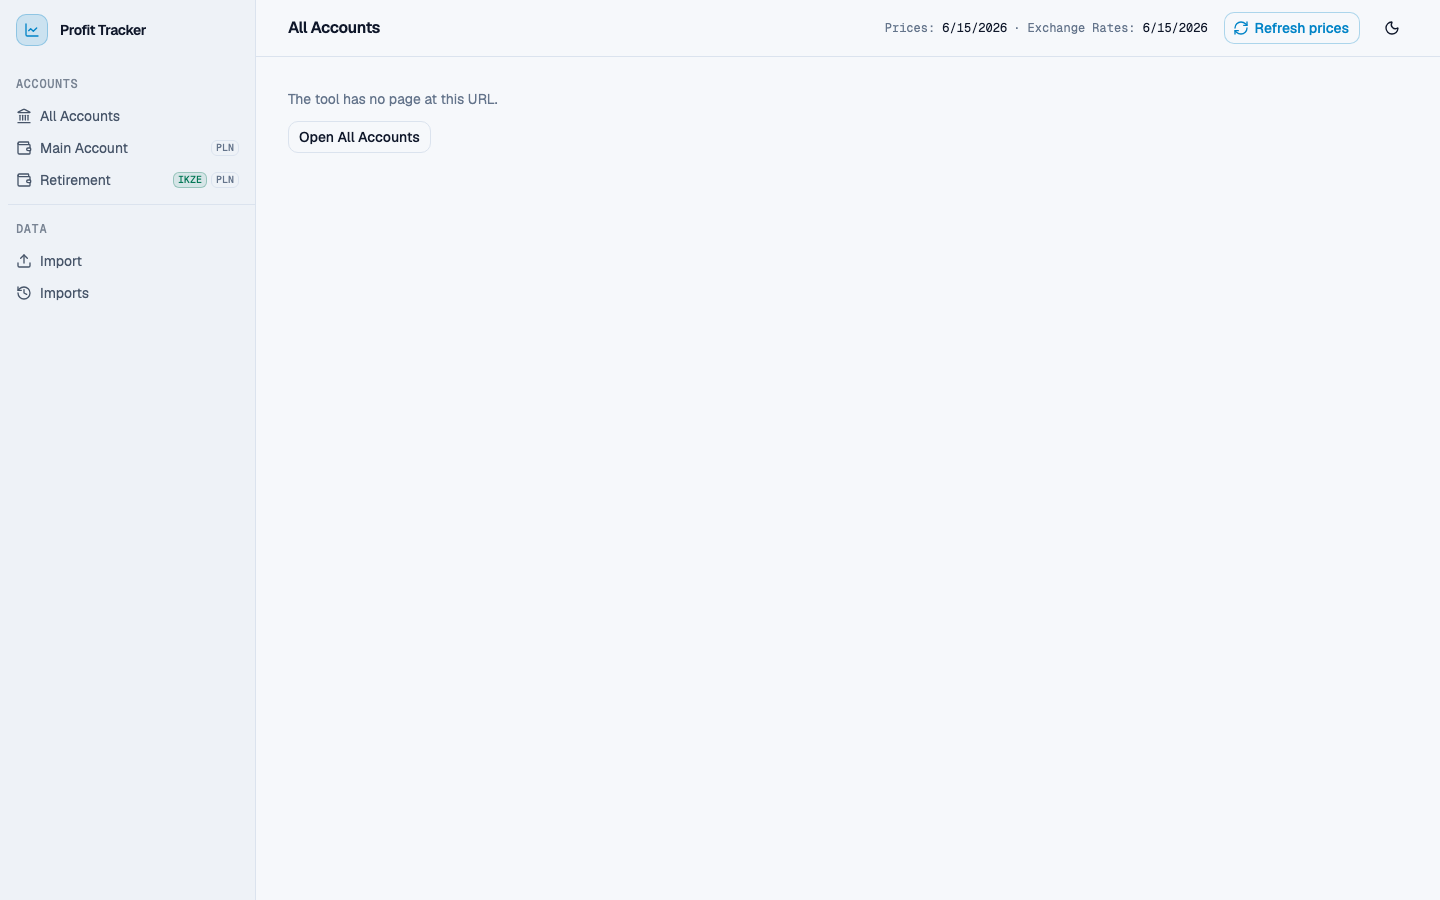 Profit Tracker
All Accounts
Prices: 6/15/2026 · Exchange Rates: 6/15/2026
Refresh prices
ACCOUNTS
All Accounts
Main Account PLN
Retirement IKZE PLN
DATA
Import
Imports
The tool has no page at this URL.
Open All Accounts